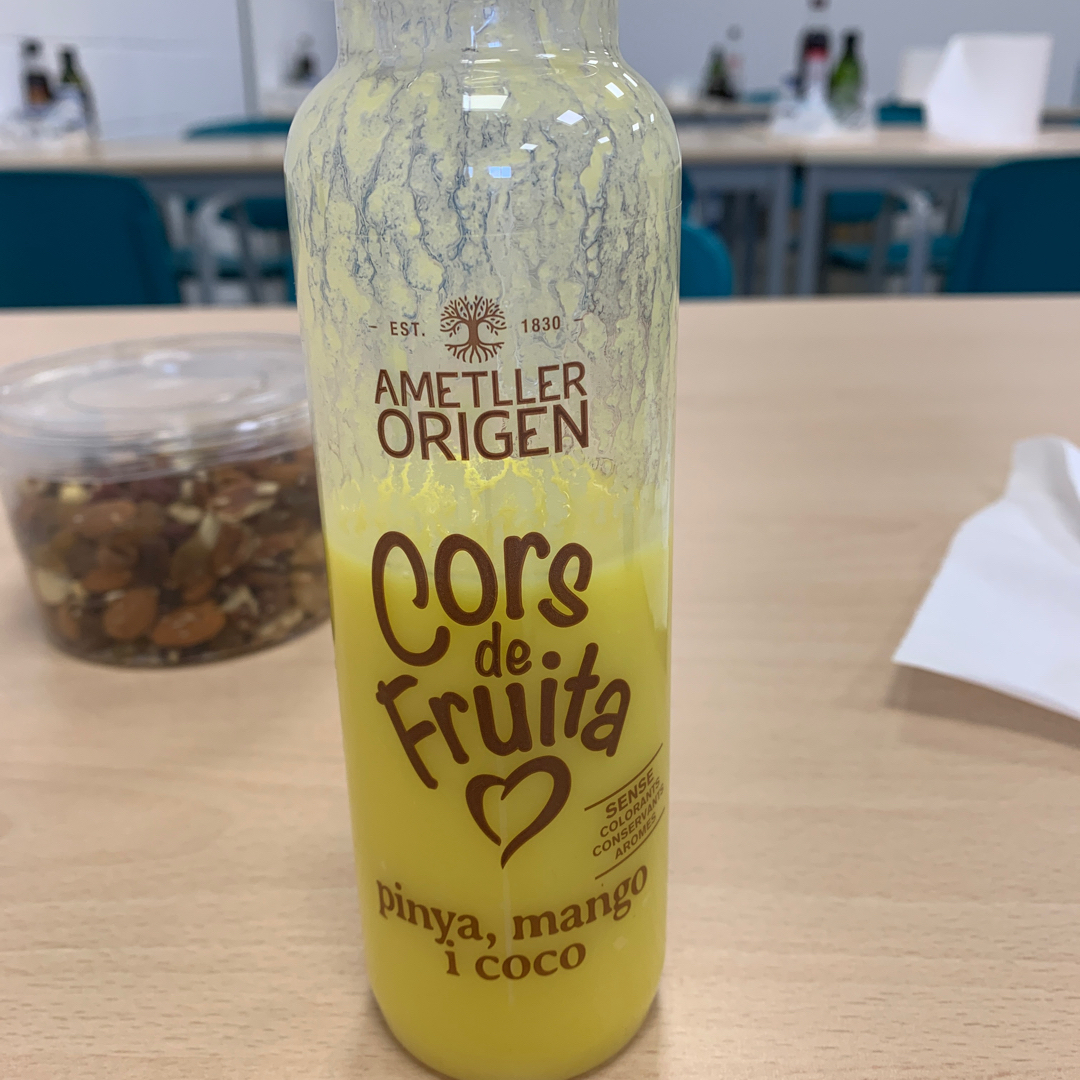 EST. 1830
AMETLLER
ORIGEN
Cors
de
Fruita
SENSE
COLORANTS
CONSERVANTS
AROMES
pinya, mango
i coco